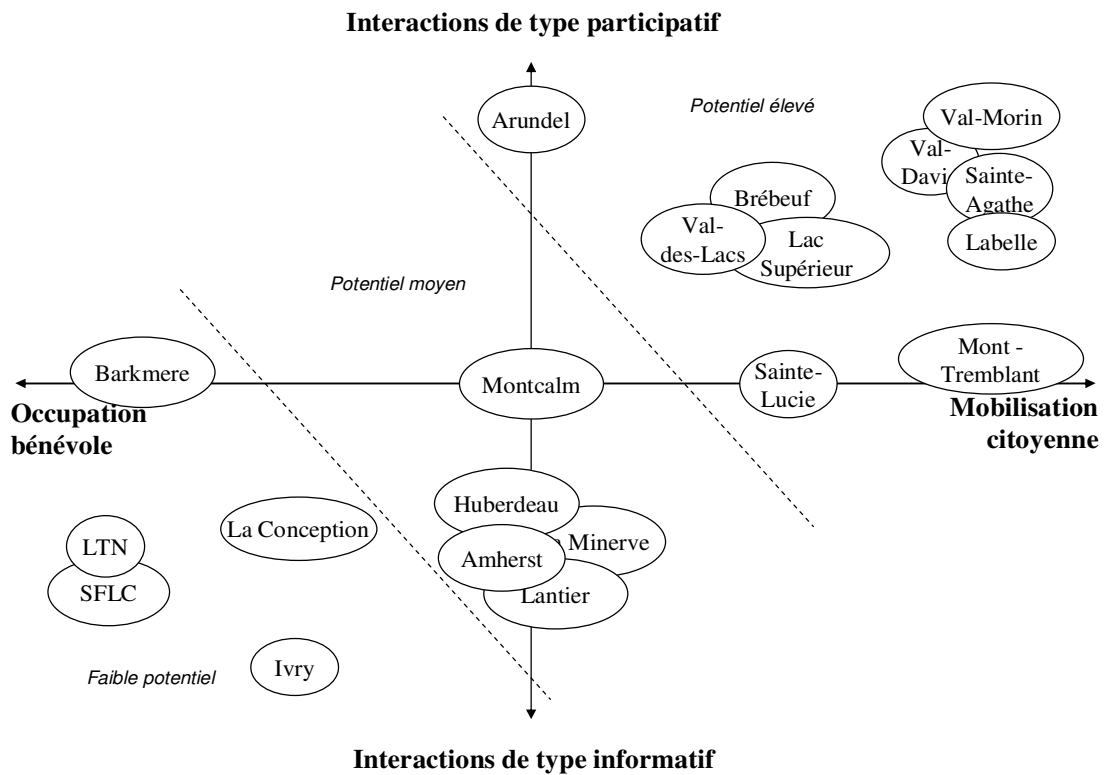 Interactions de type participatif
Potentiel élevé
Arundel
Val-Morin
Val-
Davi
Sainte-
Agathe
Brébeuf
Val-
des-Lacs
Lac
Supérieur
Labelle
Potentiel moyen
Barkmere
Montcalm
Sainte-
Lucie
Mont -
Tremblant
Occupation
bénévole
Mobilisation
citoyenne
Huberdeau
La Conception
LTN
Minerve
Amherst
SFLC
Lantier
Ivry
Faible potentiel
Interactions de type informatif